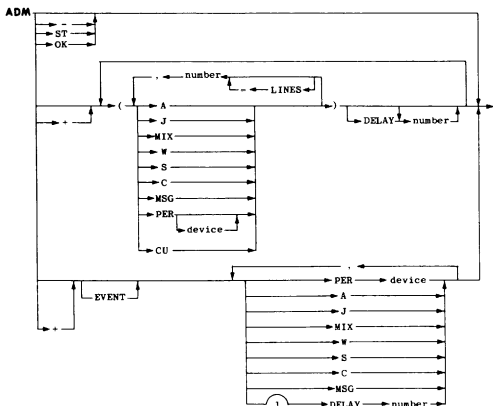 ADM
-
ST
OK
, number
- LINES
+ ( A )
J
MIX
W
S
C
MSG
PER
device
CU
DELAY number
,
+ EVENT
PER device
A
J
MIX
W
S
C
MSG
1 DELAY number